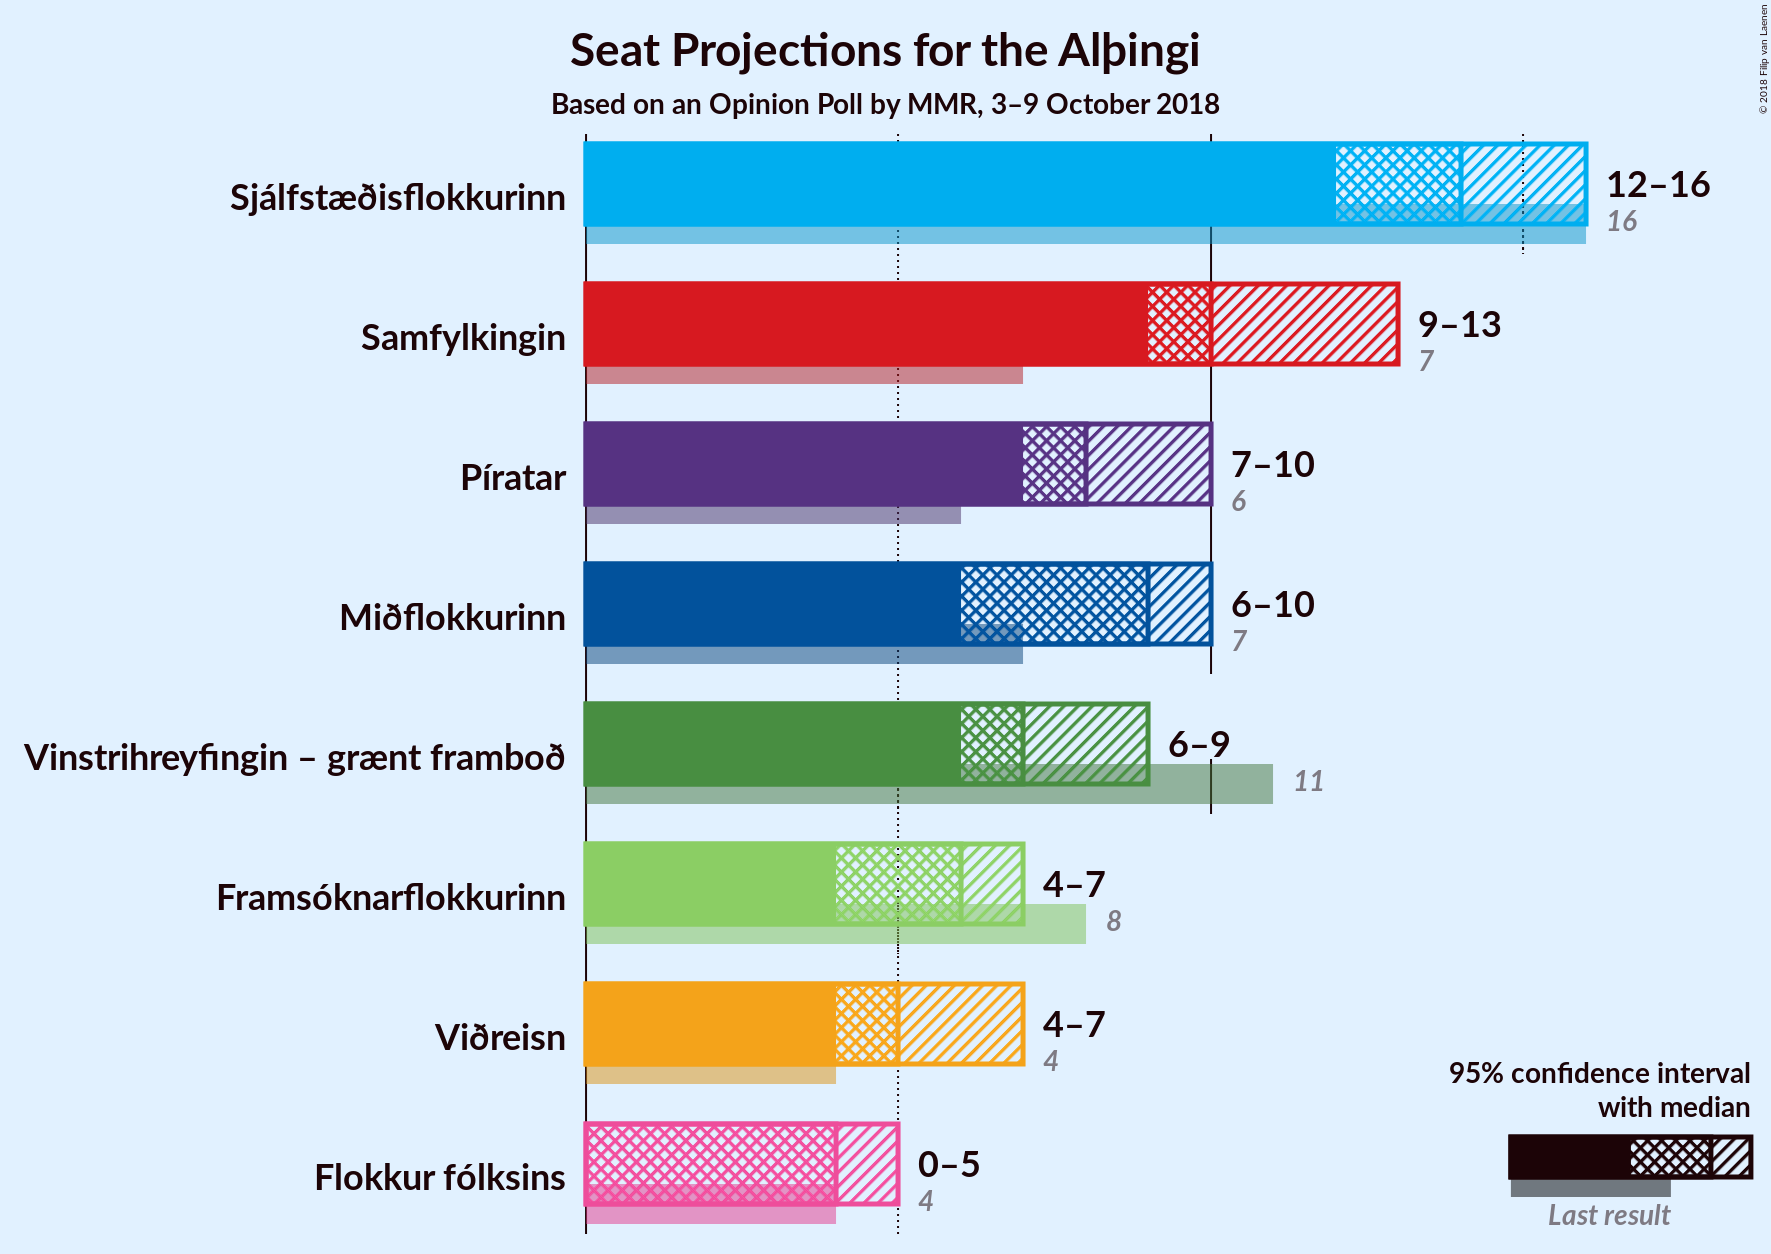 Seat Projections for the Alþingi
Based on an Opinion Poll by MMR, 3–9 October 2018
© 2018 Filip van Laenen
Sjálfstæðisflokkurinn
12–16
16
Samfylkingin
9–13
7
Píratar
7–10
6
Miðflokkurinn
6–10
7
Vinstrihreyfingin – grænt framboð
6–9
11
Framsóknarflokkurinn
4–7
8
Viðreisn
4–7
4
Flokkur fólksins
0–5
4
95% confidence interval
with median
Last result